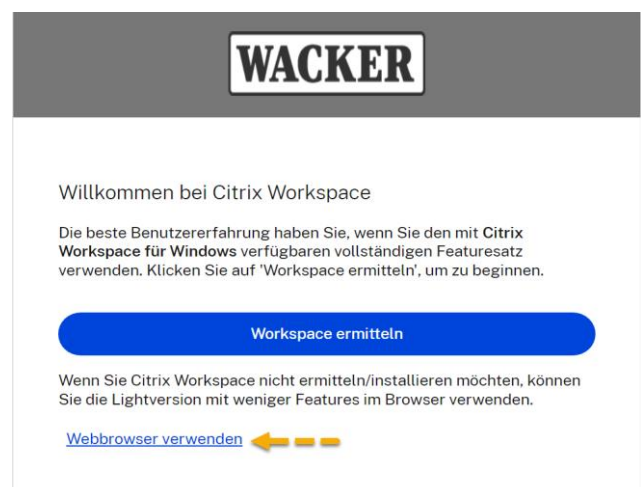 WACKER
Willkommen bei Citrix Workspace
Die beste Benutzererfahrung haben Sie, wenn Sie den mit Citrix
Workspace für Windows verfügbaren vollständigen Featuresatz
verwenden. Klicken Sie auf 'Workspace ermitteln', um zu beginnen.
Workspace ermitteln
Wenn Sie Citrix Workspace nicht ermitteln/installieren möchten, können
Sie die Lightversion mit weniger Features im Browser verwenden.
Webbrowser verwenden